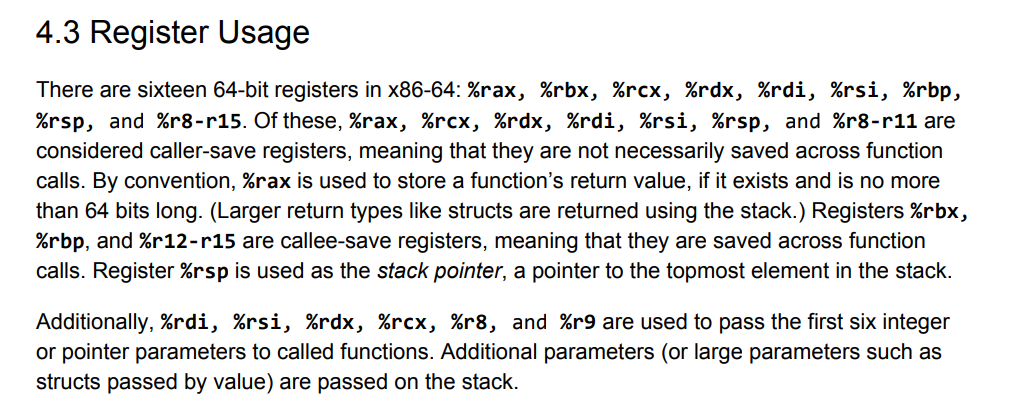 4.3 Register Usage
There are sixteen 64-bit registers in x86-64: %rax, %rbx, %rcx, %rdx, %rdi, %rsi, %rbp,
%rsp, and %r8-r15. Of these, %rax, %rcx, %rdx, %rdi, %rsi, %rsp, and %r8-r11 are
considered caller-save registers, meaning that they are not necessarily saved across function
calls. By convention, %rax is used to store a function’s return value, if it exists and is no more
than 64 bits long. (Larger return types like structs are returned using the stack.) Registers %rbx,
%rbp, and %r12-r15 are callee-save registers, meaning that they are saved across function
calls. Register %rsp is used as the stack pointer, a pointer to the topmost element in the stack.
Additionally, %rdi, %rsi, %rdx, %rcx, %r8, and %r9 are used to pass the first six integer
or pointer parameters to called functions. Additional parameters (or large parameters such as
structs passed by value) are passed on the stack.